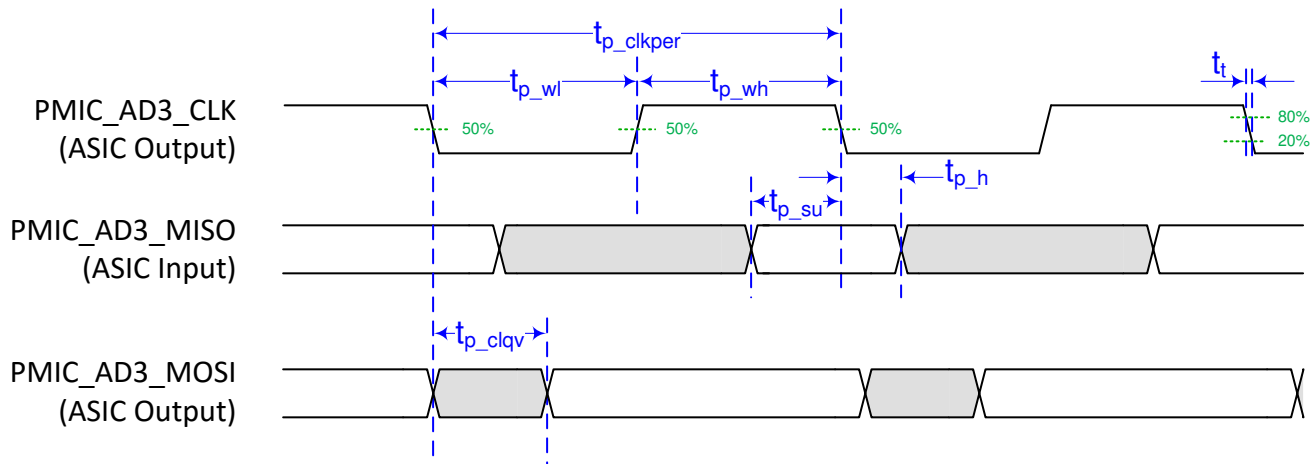 t_p_clkper
t_p_wl
t_p_wh
t_t
PMIC_AD3_CLK
(ASIC Output)
50%
50%
50%
80%
20%
t_p_su
t_p_h
PMIC_AD3_MISO
(ASIC Input)
t_p_clqv
PMIC_AD3_MOSI
(ASIC Output)